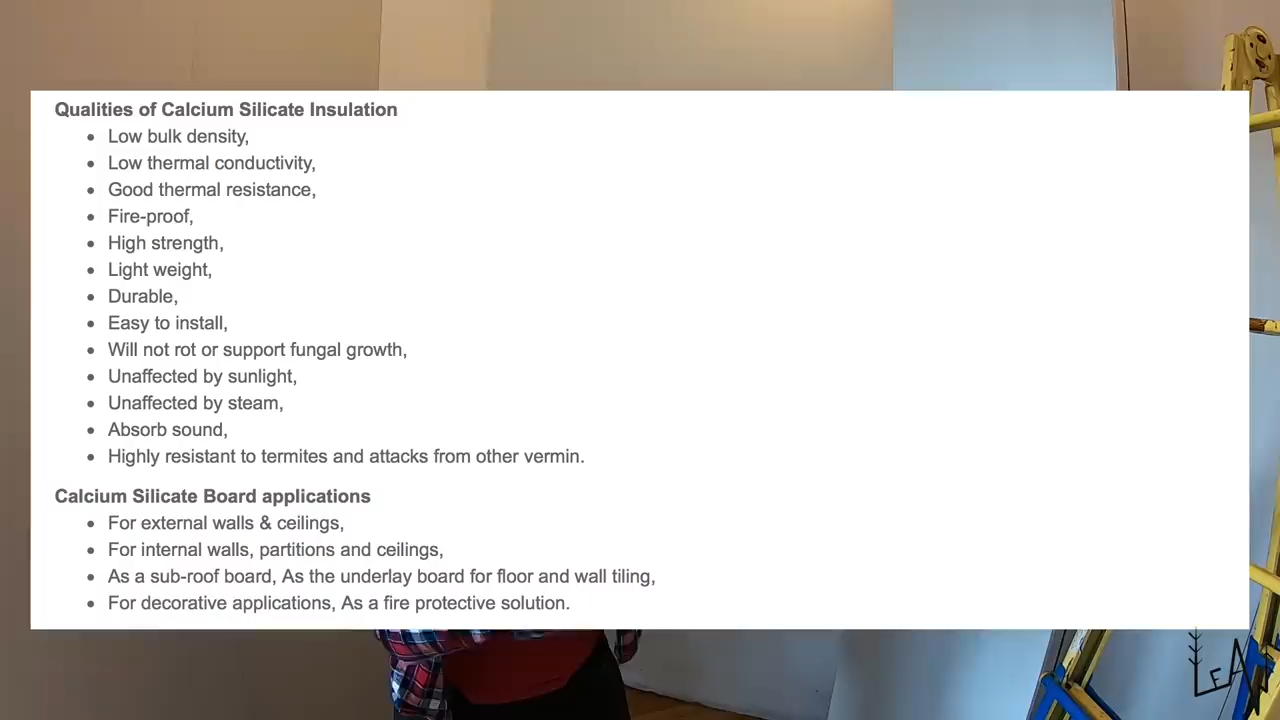 Qualities of Calcium Silicate Insulation
• Low bulk density,
• Low thermal conductivity,
• Good thermal resistance,
• Fire-proof,
• High strength,
• Light weight,
• Durable,
• Easy to install,
• Will not rot or support fungal growth,
• Unaffected by sunlight,
• Unaffected by steam,
• Absorb sound,
• Highly resistant to termites and attacks from other vermin.
Calcium Silicate Board applications
• For external walls & ceilings,
• For internal walls, partitions and ceilings,
• As a sub-roof board, As the underlay board for floor and wall tiling,
• For decorative applications, As a fire protective solution.